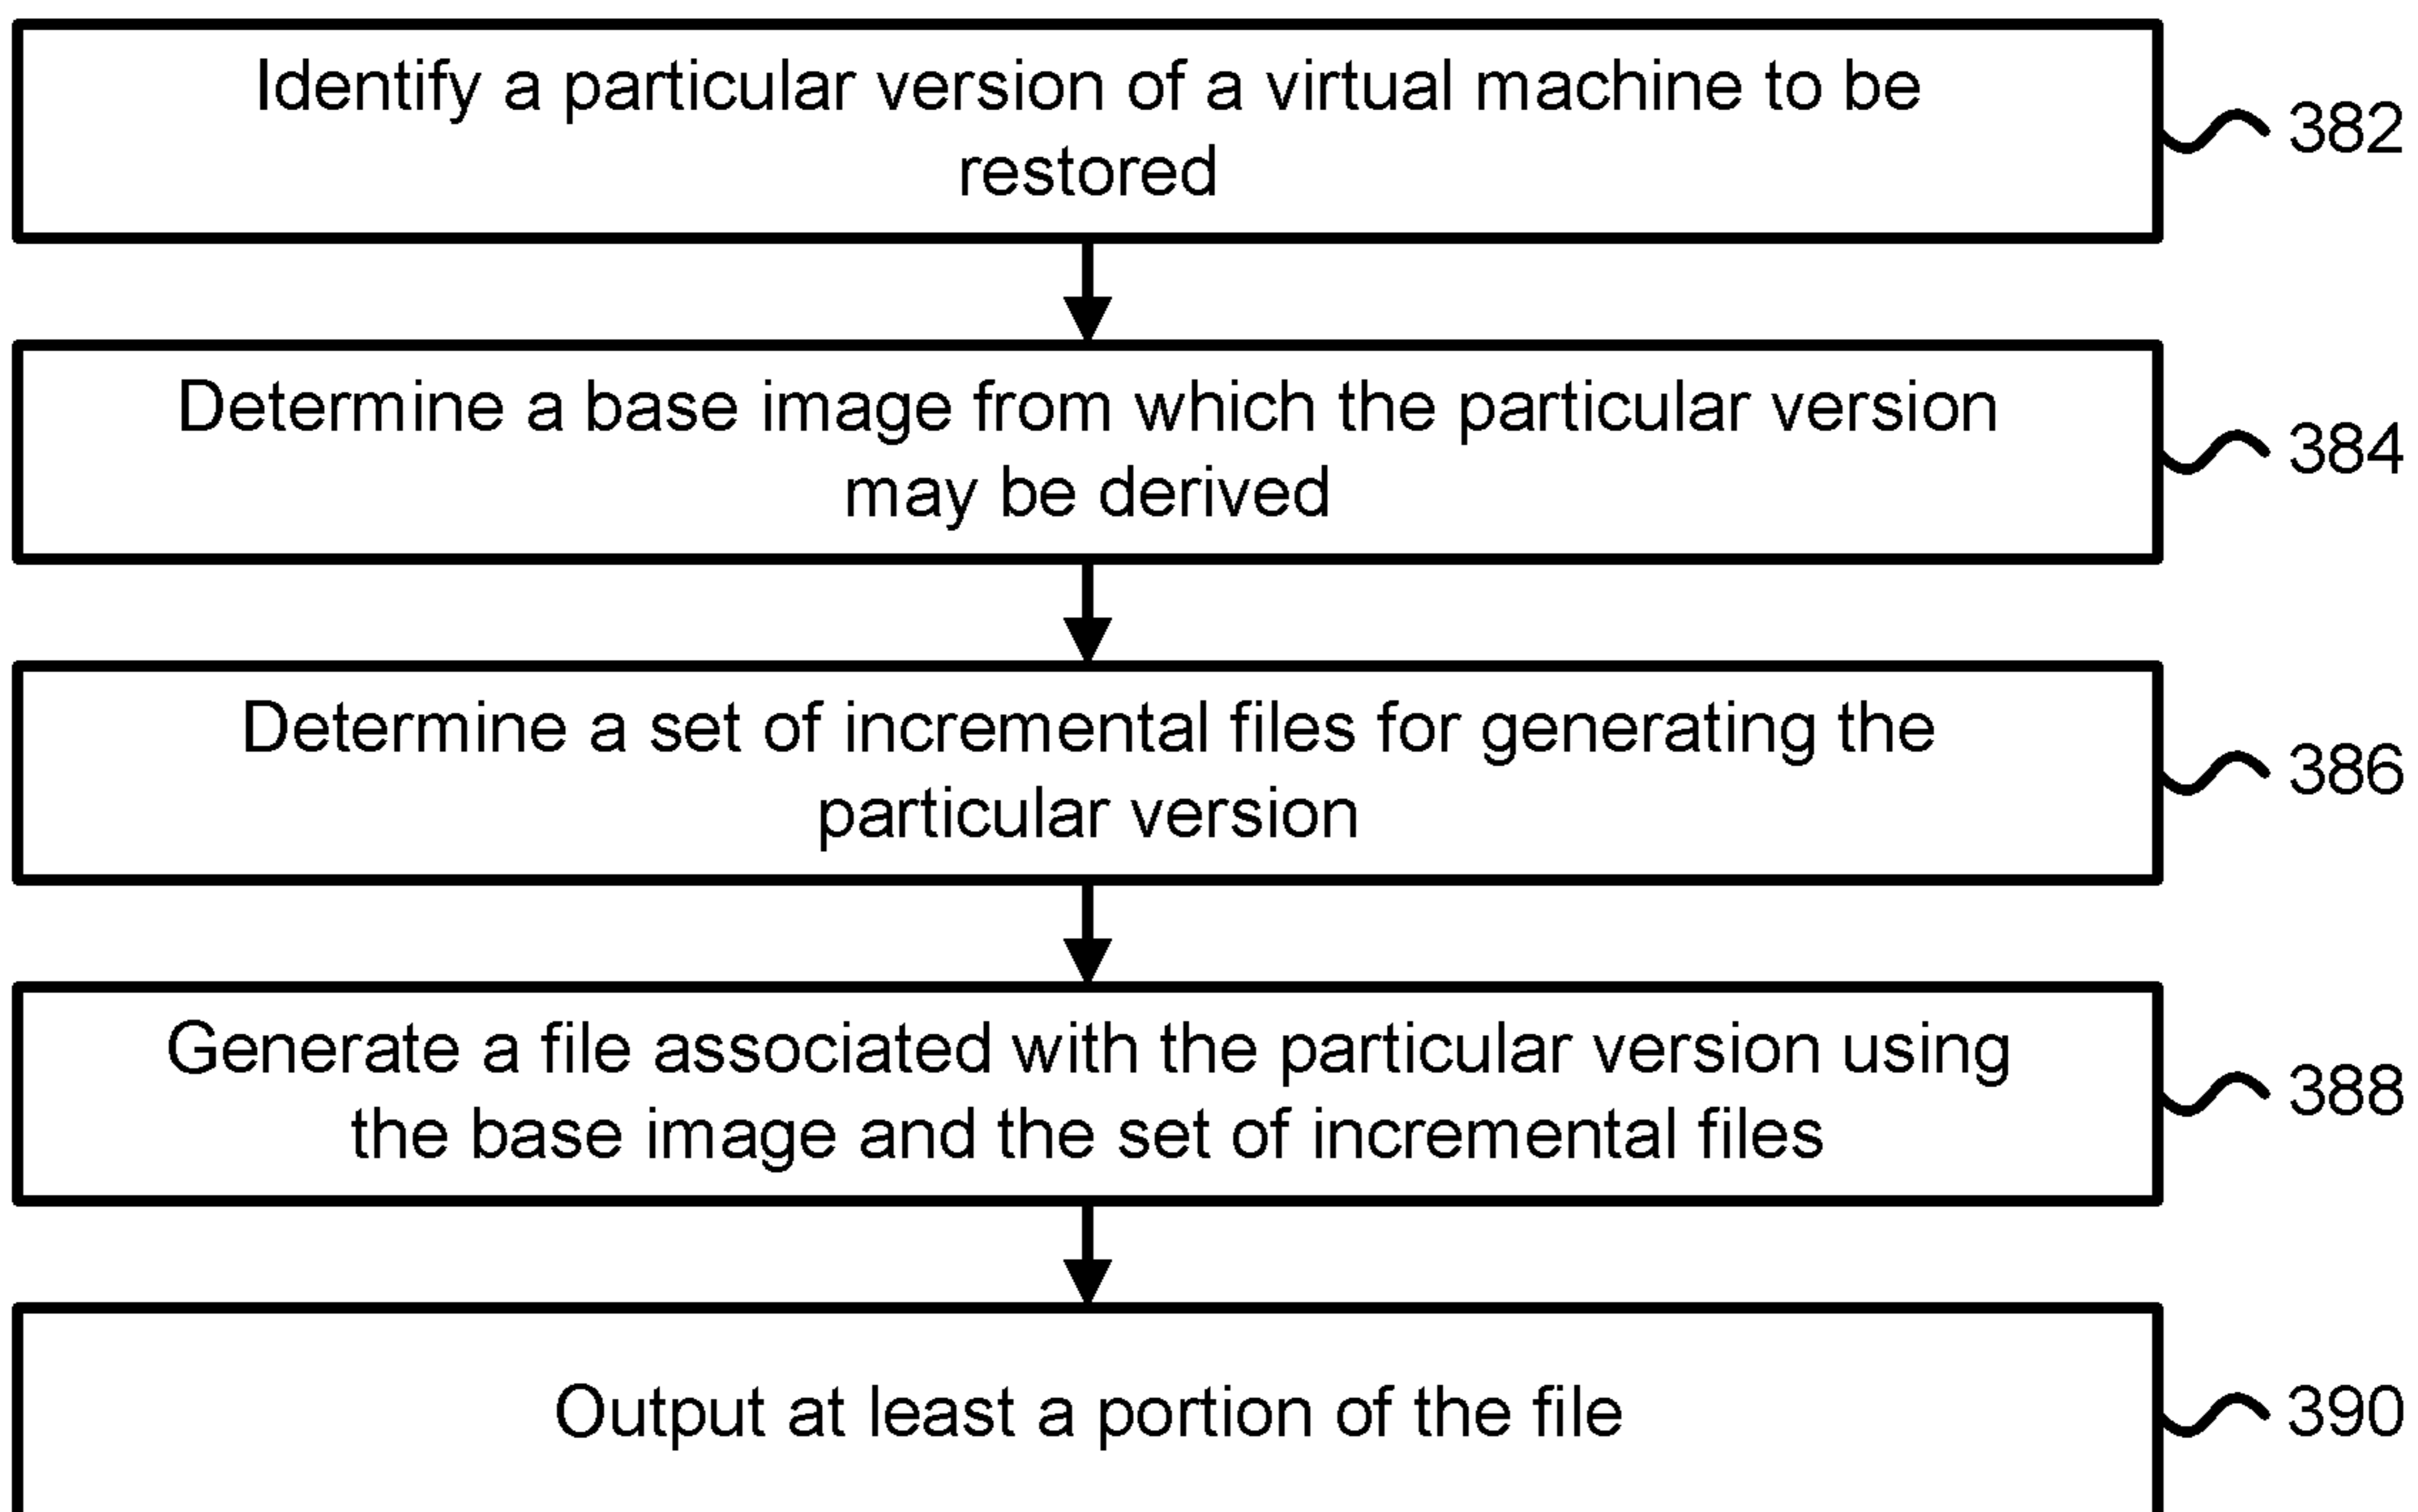 Identify a particular version of a virtual machine to be
restored
382
Determine a base image from which the particular version
may be derived
384
Determine a set of incremental files for generating the
particular version
386
Generate a file associated with the particular version using
the base image and the set of incremental files
388
Output at least a portion of the file
390